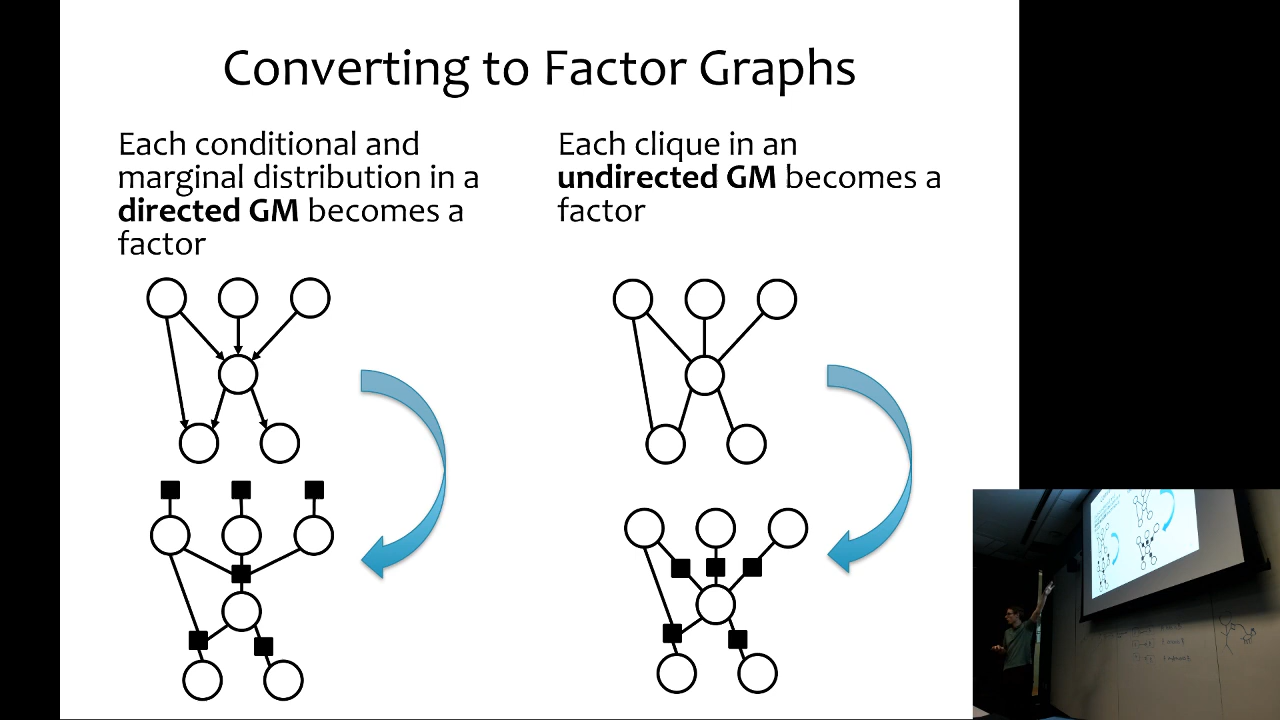 Converting to Factor Graphs
Each conditional and
marginal distribution in a
directed GM becomes a
factor
Each clique in an
undirected GM becomes a
factor